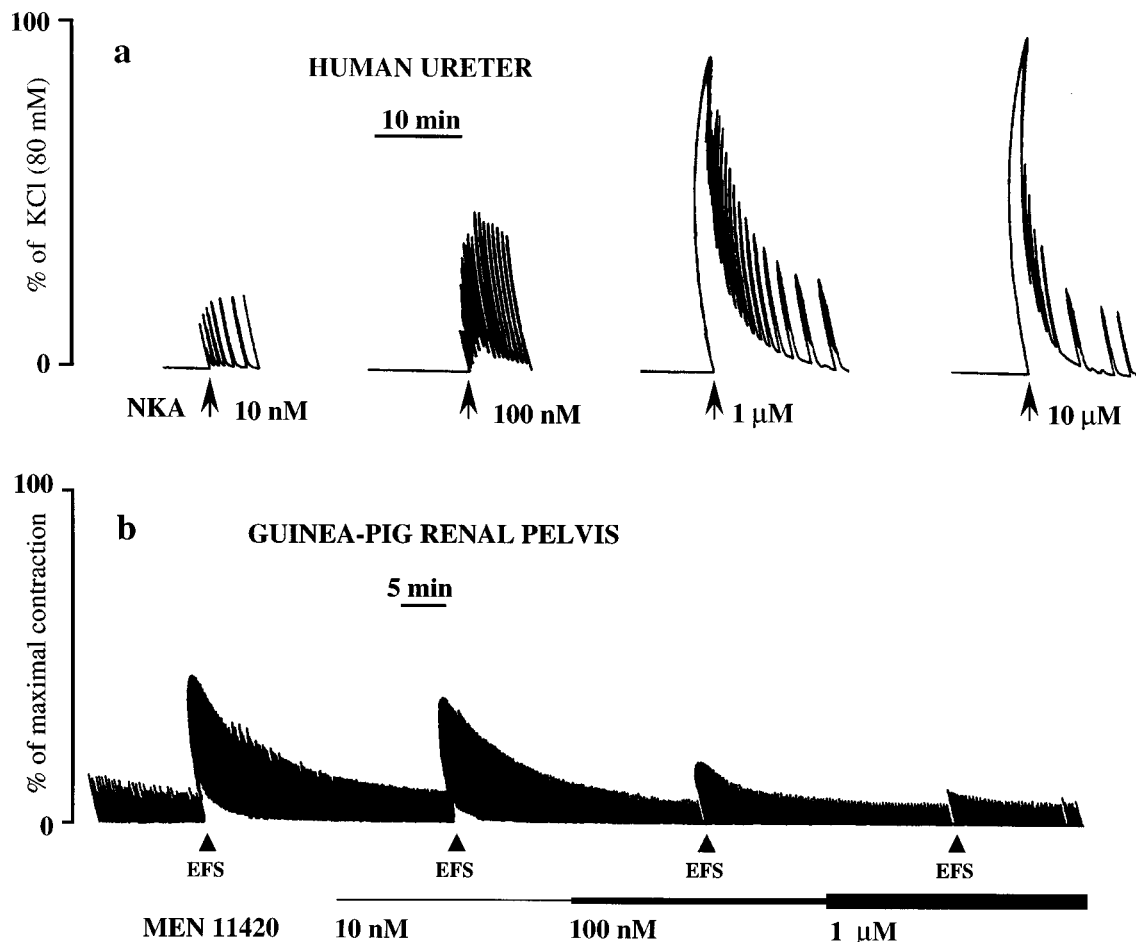 100
a
HUMAN URETER
10 min
% of KCl (80 mM)
0
NKA 10 nM 100 nM 1 μM 10 μM
100
b
GUINEA-PIG RENAL PELVIS
5 min
% of maximal contraction
0
EFS EFS EFS EFS
MEN 11420 10 nM 100 nM 1 μM